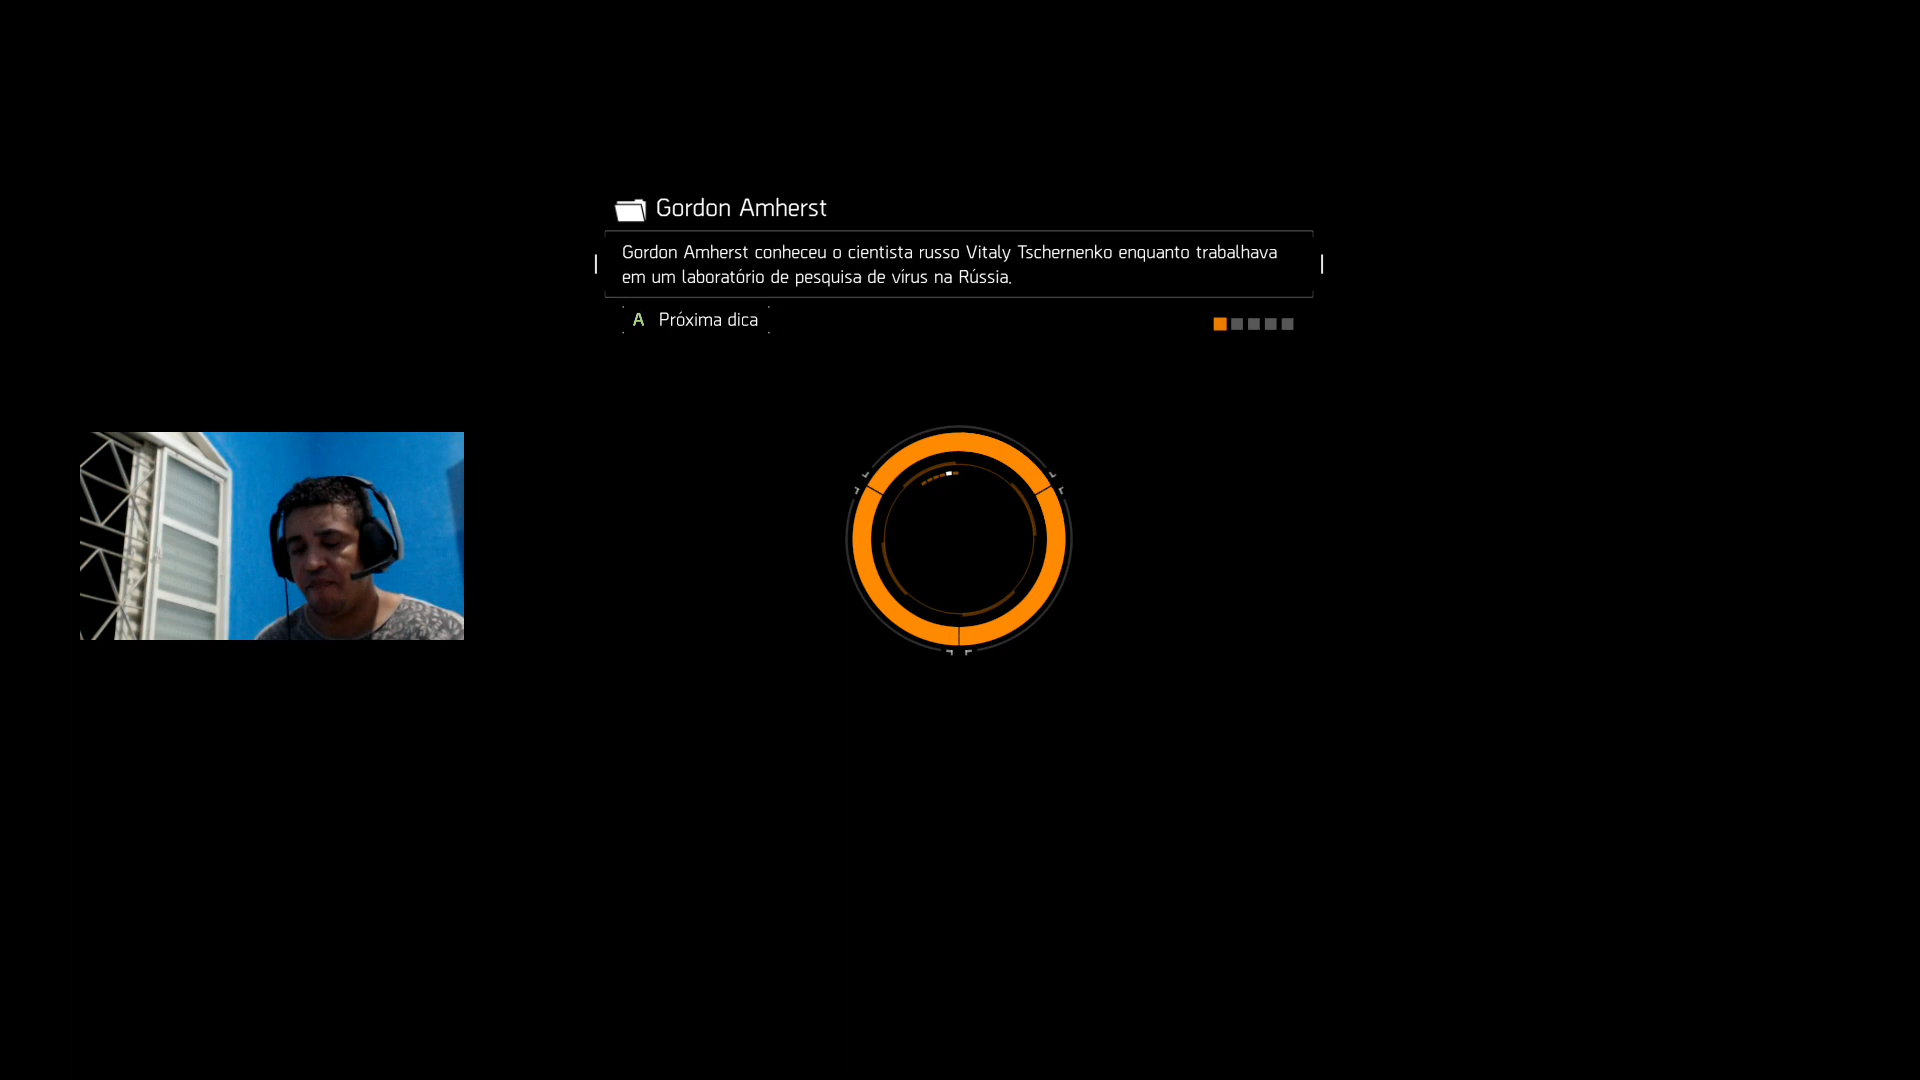 Gordon Amherst
Gordon Amherst conheceu o cientista russo Vitaly Tschernenko enquanto trabalhava
em um laboratório de pesquisa de vírus na Rússia.
A Próxima dica